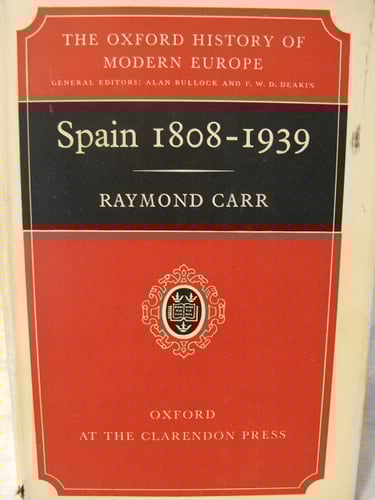 THE OXFORD HISTORY OF
MODERN EUROPE
GENERAL EDITORS: ALAN BULLOCK AND F. W. D. DEAKIN
Spain 1808-1939
RAYMOND CARR
OXFORD
AT THE CLARENDON PRESS